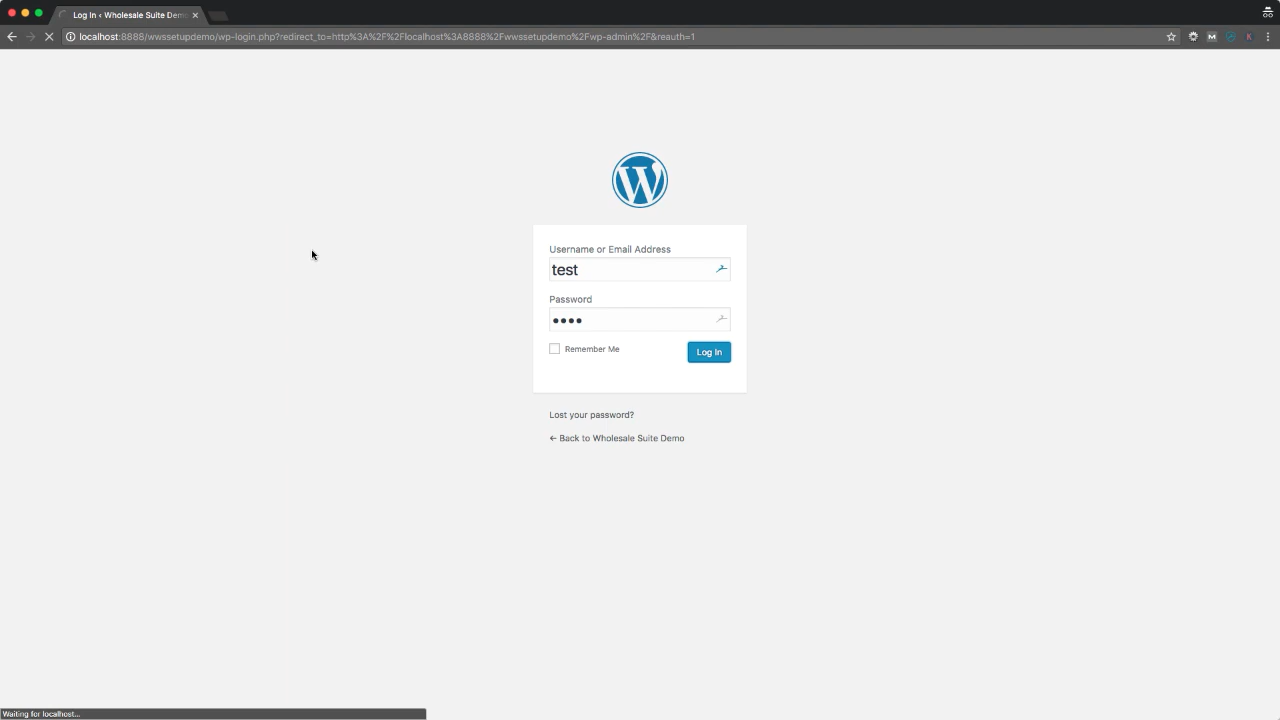 Log In ‹ Wholesale Suite Dem
localhost:8888/wwssetupdemo/wp-login.php?redirect_to=http%3A%2F%2Flocalhost%3A8888%2Fwwssetupdemo%2Fwp-admin%2F&reauth=1
Username or Email Address
test
Password
Remember Me
Log In
Lost your password?
← Back to Wholesale Suite Demo
Waiting for localhost...